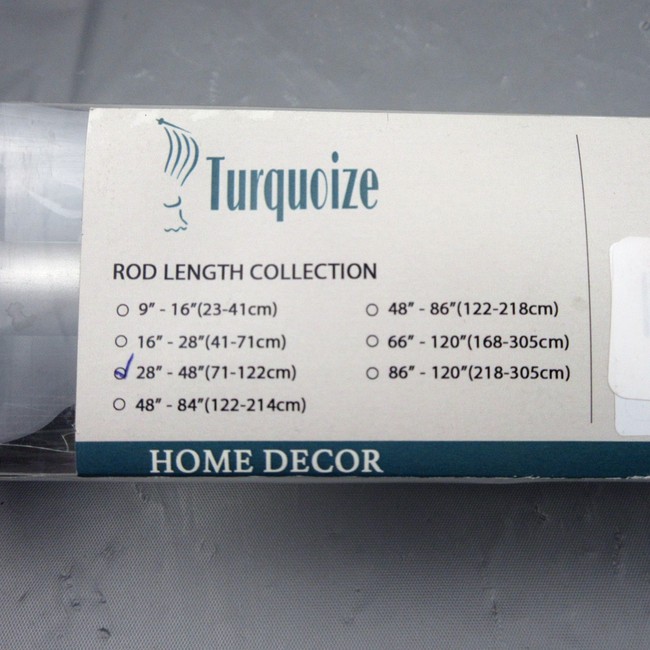 Turquoize
ROD LENGTH COLLECTION
9” - 16”(23-41cm)
16” - 28”(41-71cm)
28” - 48”(71-122cm)
48” - 84”(122-214cm)
48” - 86”(122-218cm)
66” - 120”(168-305cm)
86” - 120”(218-305cm)
HOME DECOR